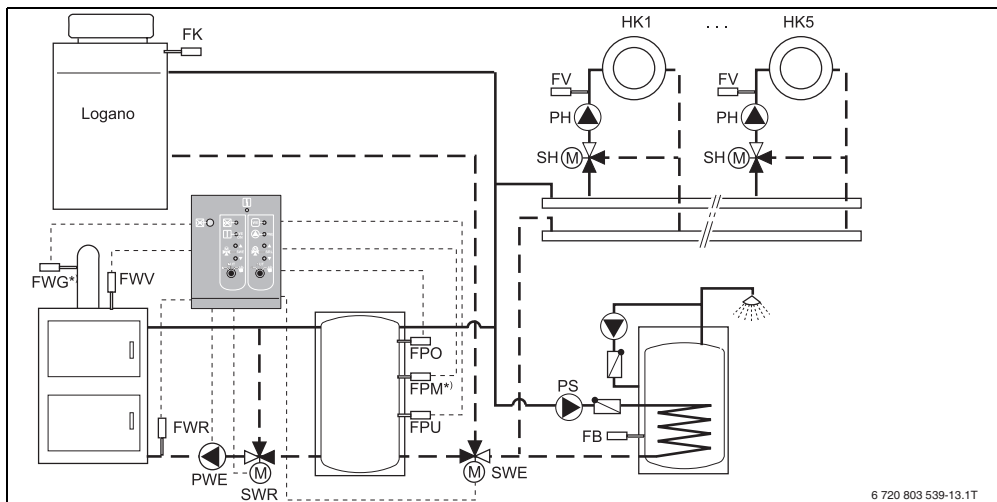 HK1 . . . HK5
FK
FV
FV
Logano
PH
PH
SH M
SH M
FWG*)
FWV
FPO
FPM*)
PS
FPU
FWR
FB
PWE
M
SWR
M
SWE
6 720 803 539-13.1T